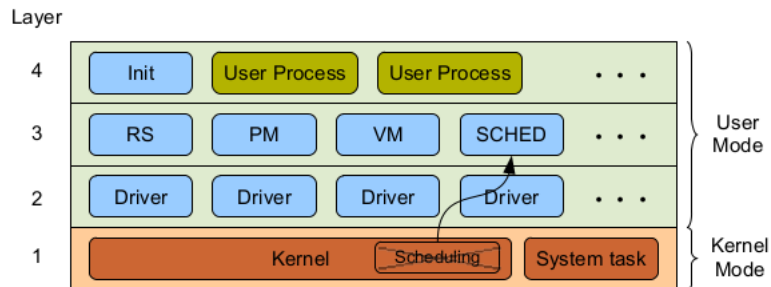 Layer
4 Init User Process User Process . . .
User
Mode
3 RS PM VM SCHED . . .
2 Driver Driver Driver Driver . . .
1 Kernel Scheduling System task
Kernel
Mode